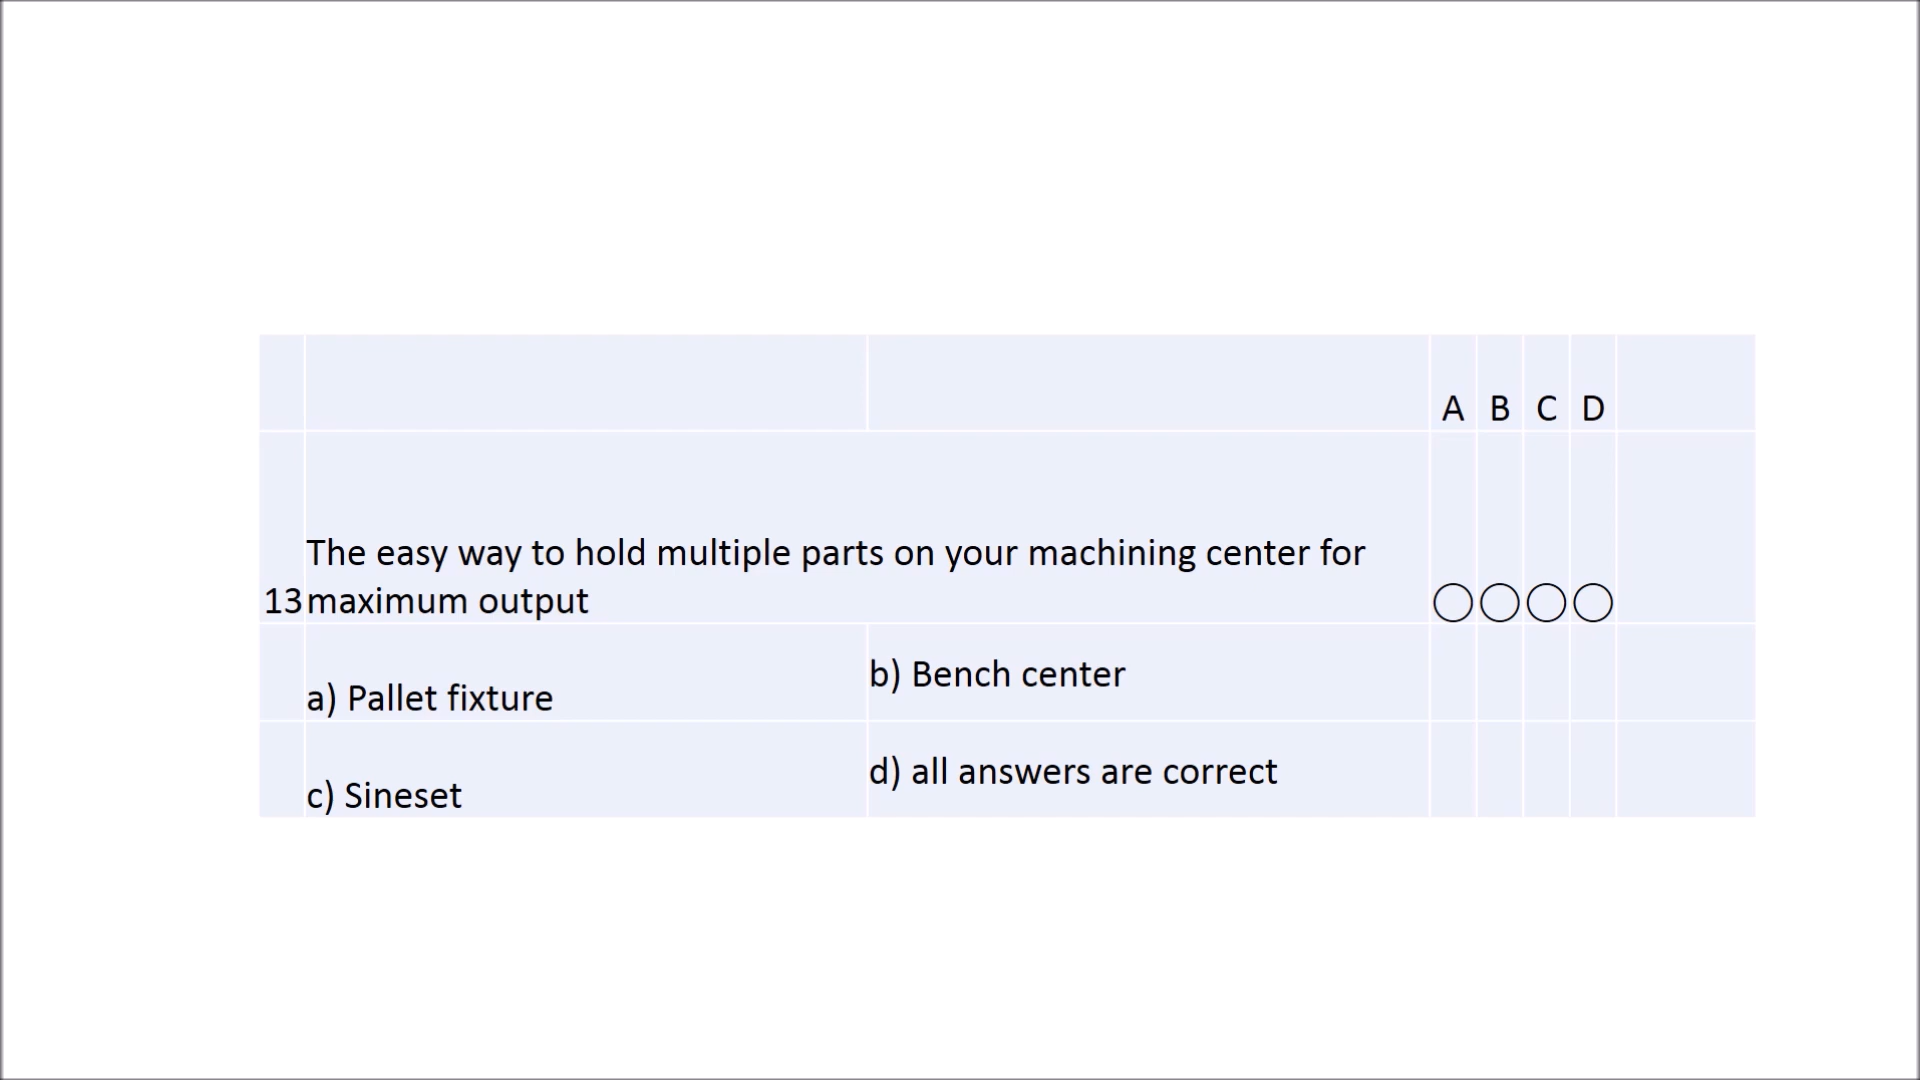 A B C D
The easy way to hold multiple parts on your machining center for
13 maximum output
a) Pallet fixture
b) Bench center
c) Sineset
d) all answers are correct